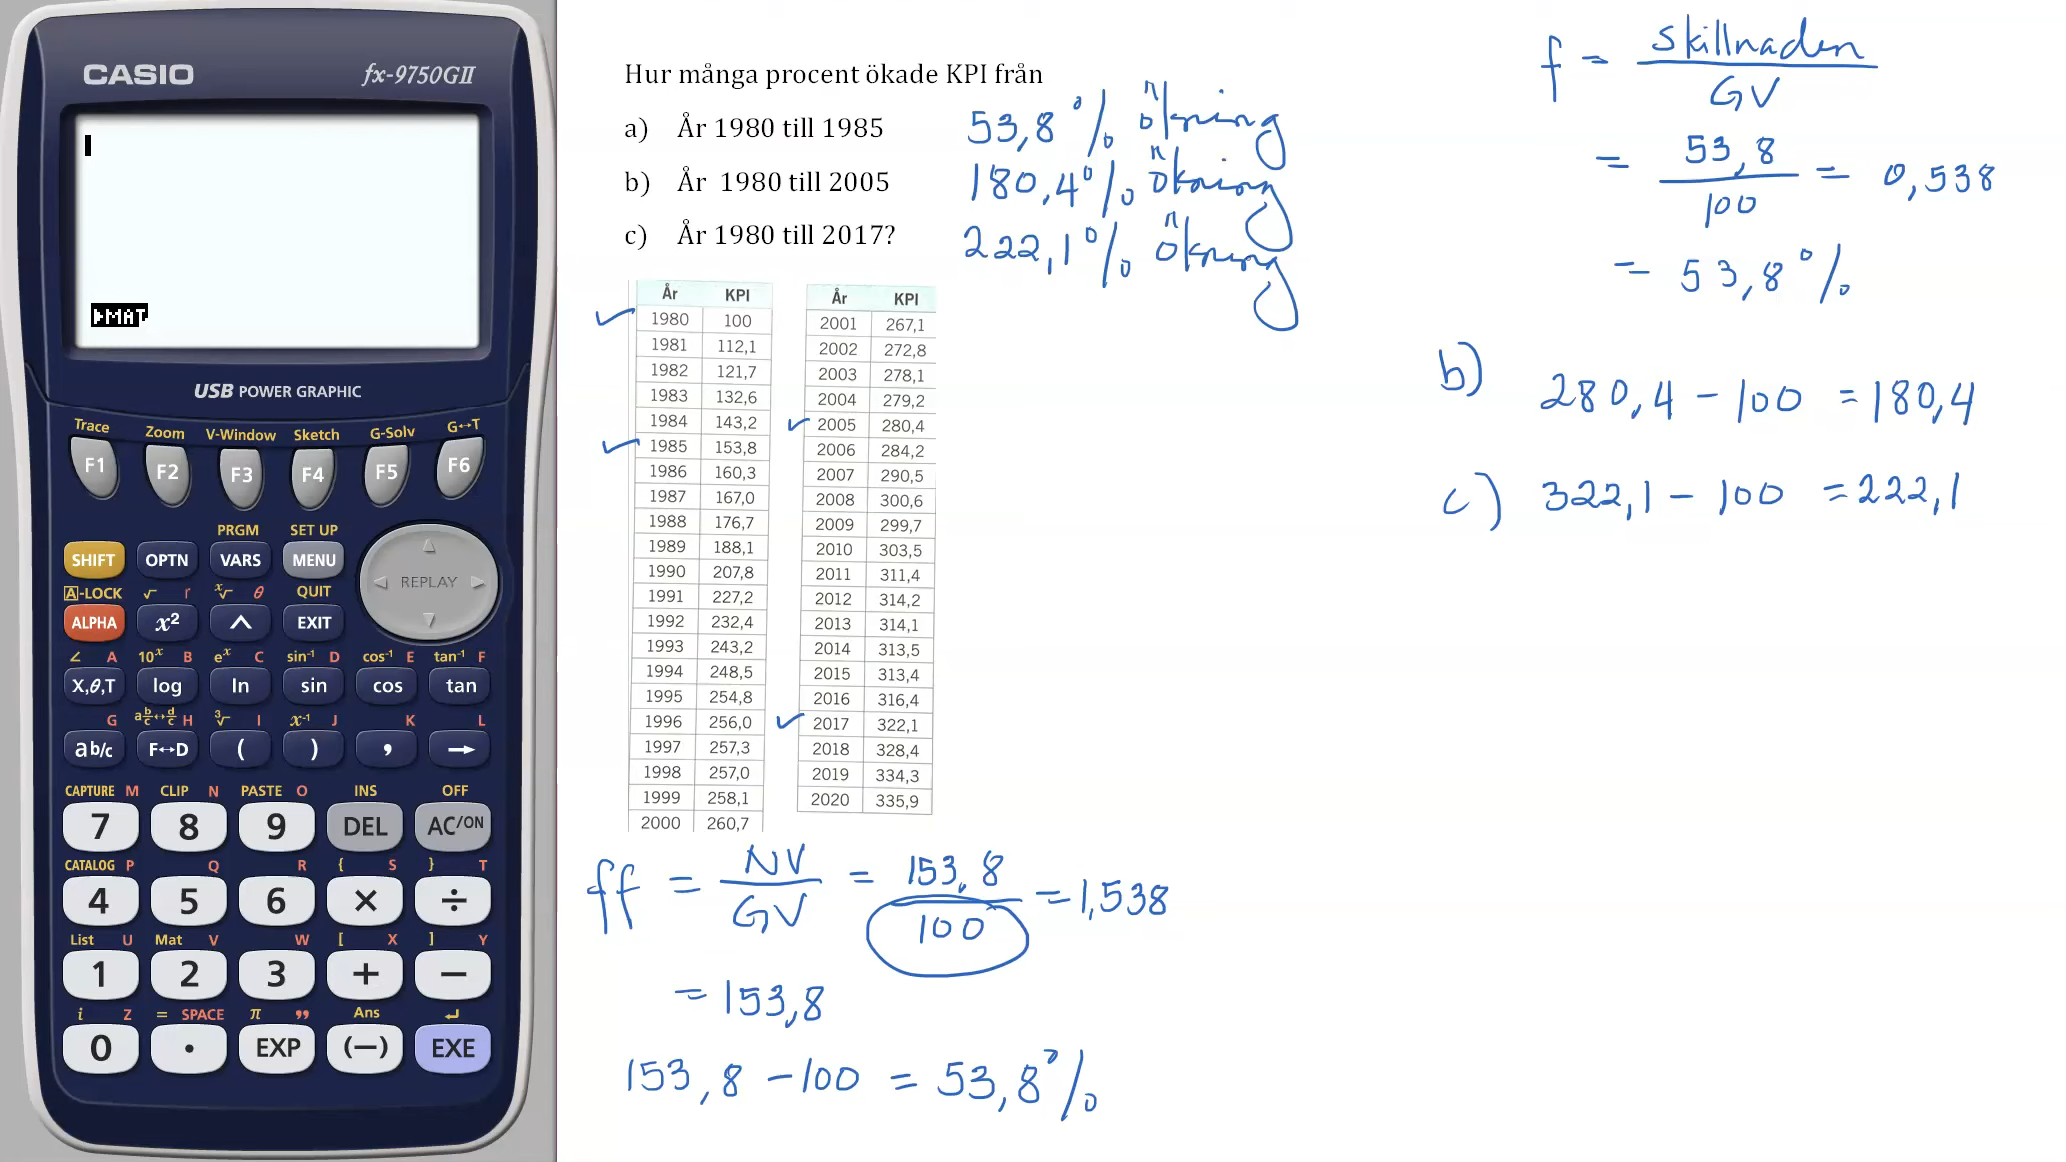 CASIO fx-9750GII
MAT
USB POWER GRAPHIC
Trace Zoom V-Window Sketch G-Solv G↔T
F1 F2 F3 F4 F5 F6
PRGM SET UP
SHIFT OPTN VARS MENU
REPLAY
A-LOCK √ r ˣ√ θ QUIT
ALPHA x² ^ EXIT
∠ A 10ˣ B eˣ C sin⁻¹ D cos⁻¹ E tan⁻¹ F
X,θ,T log ln sin cos tan
G a b/c↔d/c H ³√ I x⁻¹ J K L
a b/c F↔D ( ) , →
CAPTURE M CLIP N PASTE O INS OFF
7 8 9 DEL AC/ON
CATALOG P Q R { S } T
4 5 6 × ÷
List U Mat V W [ X ] Y
1 2 3 + −
i Z = SPACE π " Ans ↵
0 • EXP (−) EXE
Hur många procent ökade KPI från
a) År 1980 till 1985 53,8 % ökning
b) År 1980 till 2005 180,4 % ökning
c) År 1980 till 2017? 222,1 % ökning
År KPI
1980 100
1981 112,1
1982 121,7
1983 132,6
1984 143,2
1985 153,8
1986 160,3
1987 167,0
1988 176,7
1989 188,1
1990 207,8
1991 227,2
1992 232,4
1993 243,2
1994 248,5
1995 254,8
1996 256,0
1997 257,3
1998 257,0
1999 258,1
2000 260,7
År KPI
2001 267,1
2002 272,8
2003 278,1
2004 279,2
2005 280,4
2006 284,2
2007 290,5
2008 300,6
2009 299,7
2010 303,5
2011 311,4
2012 314,2
2013 314,1
2014 313,5
2015 313,4
2016 316,4
2017 322,1
2018 328,4
2019 334,3
2020 335,9
ff = NV / GV = 153,8 / 100 = 1,538
= 153,8
153,8 − 100 = 53,8 %
f = skillnaden / GV
= 53,8 / 100 = 0,538
= 53,8 %
b) 280,4 − 100 = 180,4
c) 322,1 − 100 = 222,1